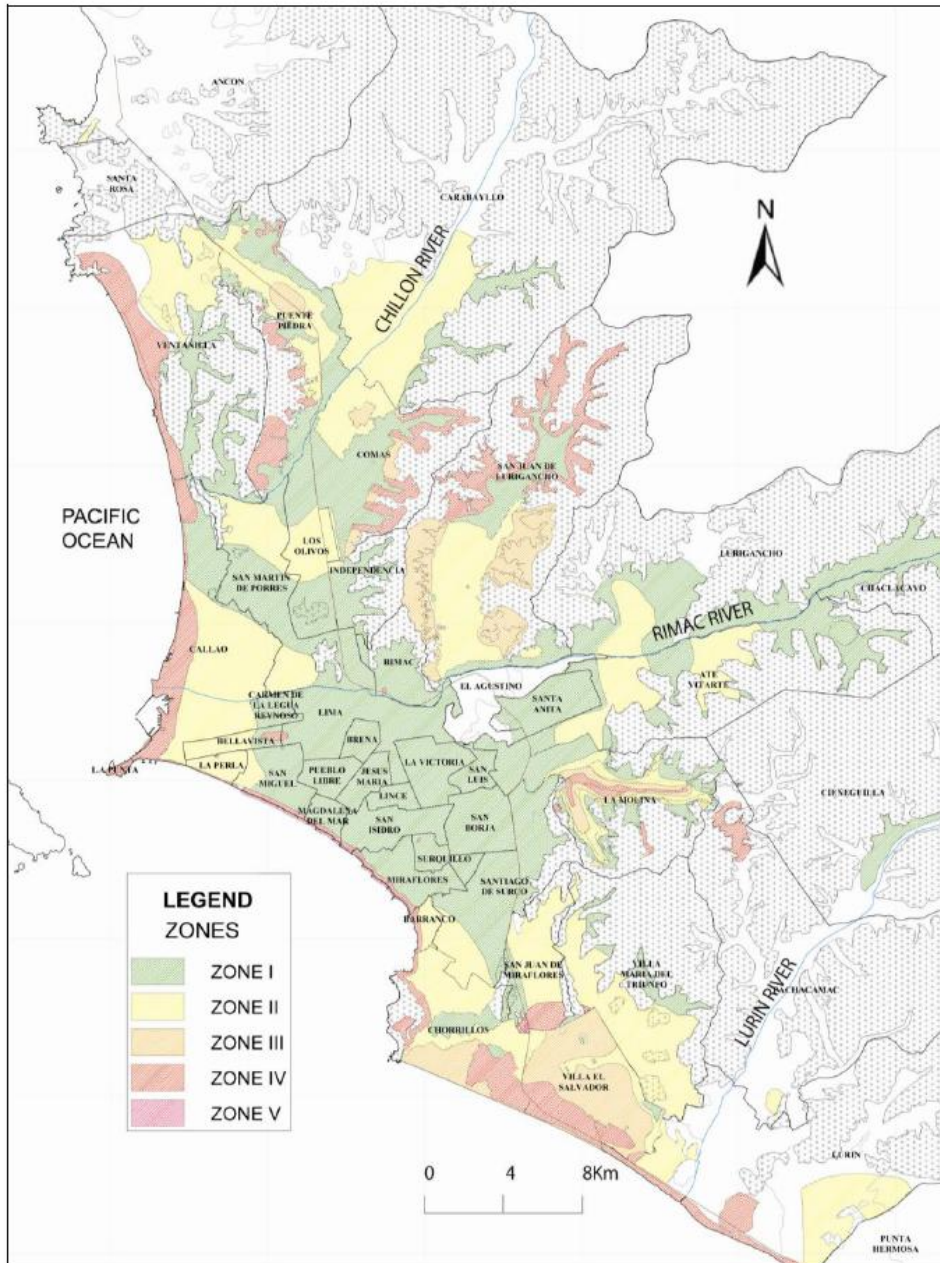 ANCON
SANTA
ROSA
CARABAYLLO
N
CHILLON RIVER
PUENTE
PIEDRA
VENTANILLA
COMAS
SAN JUAN DE
LURIGANCHO
PACIFIC
OCEAN
LOS
OLIVOS
INDEPENDENCIA
SAN MARTIN
DE PORRES
LURIGANCHO
CHACLACAYO
RIMAC RIVER
CALLAO
RIMAC
EL AGUSTINO
ATE
VITARTE
SANTA
ANITA
CARMEN DE
LA LEGUA
REYNOSO
LIMA
BELLAVISTA
BREÑA
LA PUNTA
LA PERLA
SAN
MIGUEL
PUEBLO
LIBRE
JESUS
MARIA
LA VICTORIA
SAN
LUIS
LINCE
LA MOLINA
CIENEGUILLA
MAGDALENA
DEL MAR
SAN
ISIDRO
SAN
BORJA
SURQUILLO
MIRAFLORES
SANTIAGO
DE SURCO
BARRANCO
SAN JUAN DE
MIRAFLORES
VILLA
MARIA DEL
TRIUNFO
PACHACAMAC
LURIN RIVER
CHORRILLOS
VILLA EL
SALVADOR
LURIN
PUNTA
HERMOSA
LEGEND
ZONES
ZONE I
ZONE II
ZONE III
ZONE IV
ZONE V
0 4 8Km